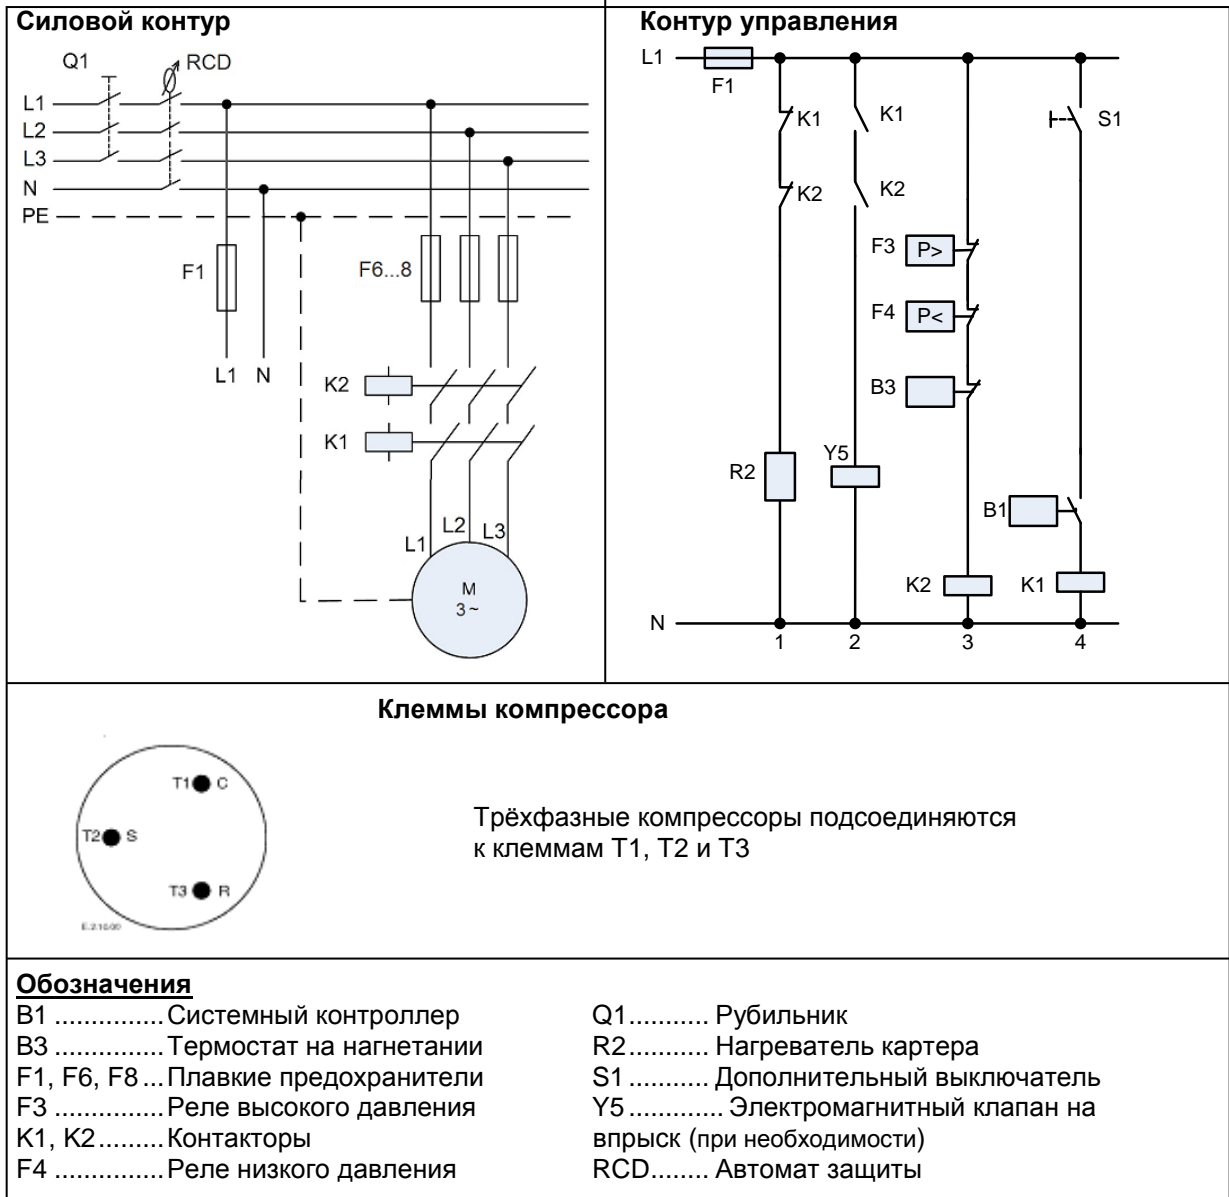 Силовой контур
Контур управления
Q1
RCD
L1
L2
L3
N
PE
F1
F6...8
L1 N
K2
K1
L1
L2
L3
M
3 ~
L1
F1
K1
K1
S1
K2
K2
F3
P>
F4
P<
B3
Y5
R2
B1
K2
K1
N
1
2
3
4
Клеммы компрессора
T1 C
T2 S
T3 R
Трёхфазные компрессоры подсоединяются
к клеммам Т1, Т2 и Т3
Обозначения
B1 ...............Системный контроллер
B3 ...............Термостат на нагнетании
F1, F6, F8...Плавкие предохранители
F3 ...............Реле высокого давления
K1, K2.........Контакторы
F4 ...............Реле низкого давления
Q1........... Рубильник
R2........... Нагреватель картера
S1 ........... Дополнительный выключатель
Y5 ............. Электромагнитный клапан на
впрыск (при необходимости)
RCD........ Автомат защиты